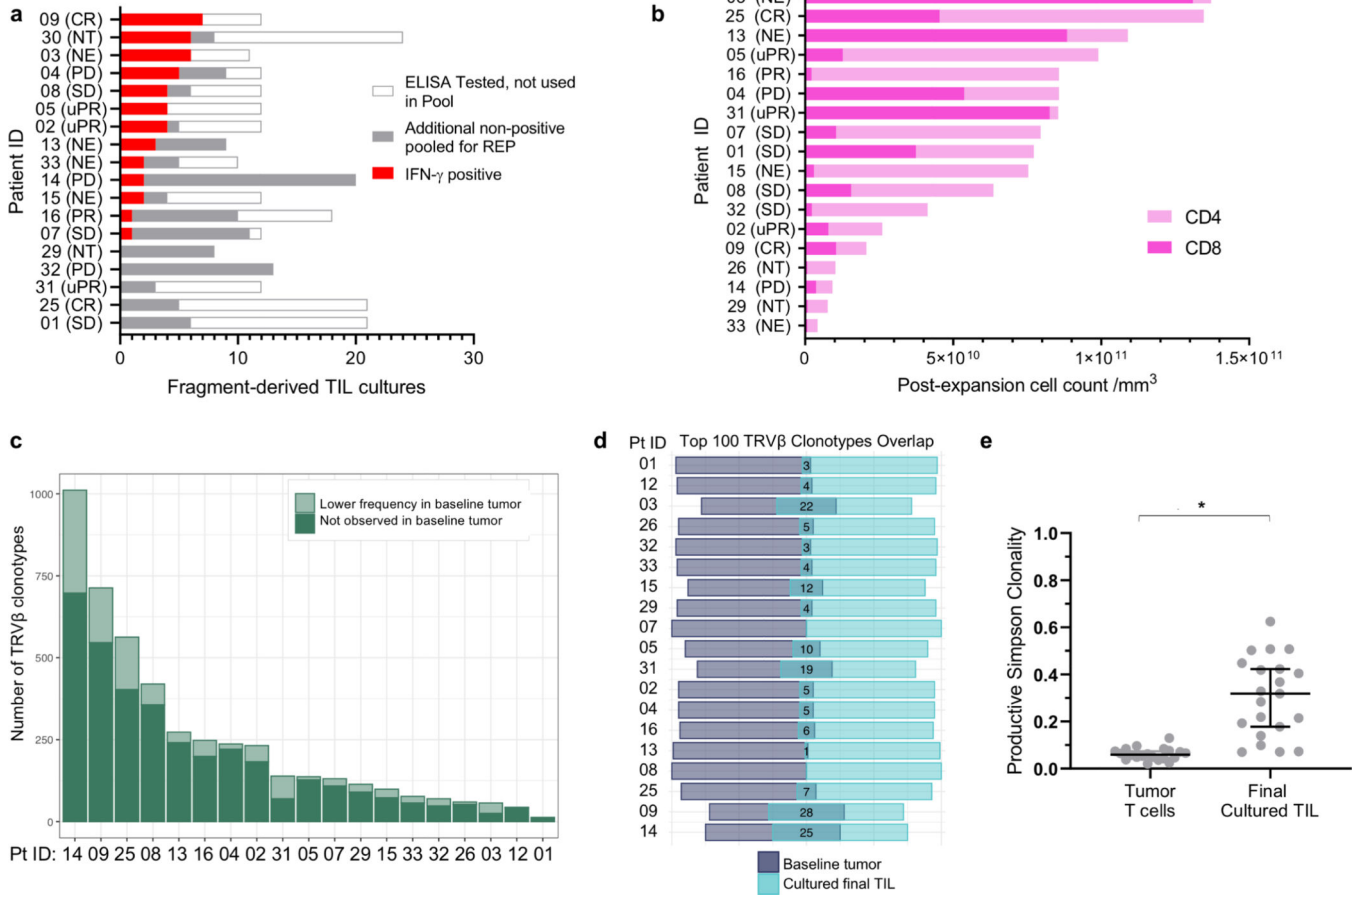 a
09 (CR)
30 (NT)
03 (NE)
04 (PD)
08 (SD)
05 (uPR)
02 (uPR)
13 (NE)
33 (NE)
14 (PD)
15 (NE)
16 (PR)
07 (SD)
29 (NT)
32 (PD)
31 (uPR)
25 (CR)
01 (SD)
Patient ID
0 10 20 30
Fragment-derived TIL cultures
ELISA Tested, not used
in Pool
Additional non-positive
pooled for REP
IFN-γ positive
b
25 (CR)
13 (NE)
05 (uPR)
16 (PR)
04 (PD)
31 (uPR)
07 (SD)
01 (SD)
15 (NE)
08 (SD)
32 (SD)
02 (uPR)
09 (CR)
26 (NT)
14 (PD)
29 (NT)
33 (NE)
Patient ID
0 5×10¹⁰ 1×10¹¹ 1.5×10¹¹
Post-expansion cell count /mm³
CD4
CD8
c
Number of TRVβ clonotypes
1000
750
500
250
0
Lower frequency in baseline tumor
Not observed in baseline tumor
Pt ID: 14 09 25 08 13 16 04 02 31 05 07 29 15 33 32 26 03 12 01
d
Pt ID Top 100 TRVβ Clonotypes Overlap
01 3
12 4
03 22
26 5
32 3
33 4
15 12
29 4
07
05 10
31 19
02 5
04 5
16 6
13 1
08
25 7
09 28
14 25
Baseline tumor
Cultured final TIL
e
*
Productive Simpson Clonality
1.0
0.8
0.6
0.4
0.2
0.0
Tumor
T cells
Final
Cultured TIL